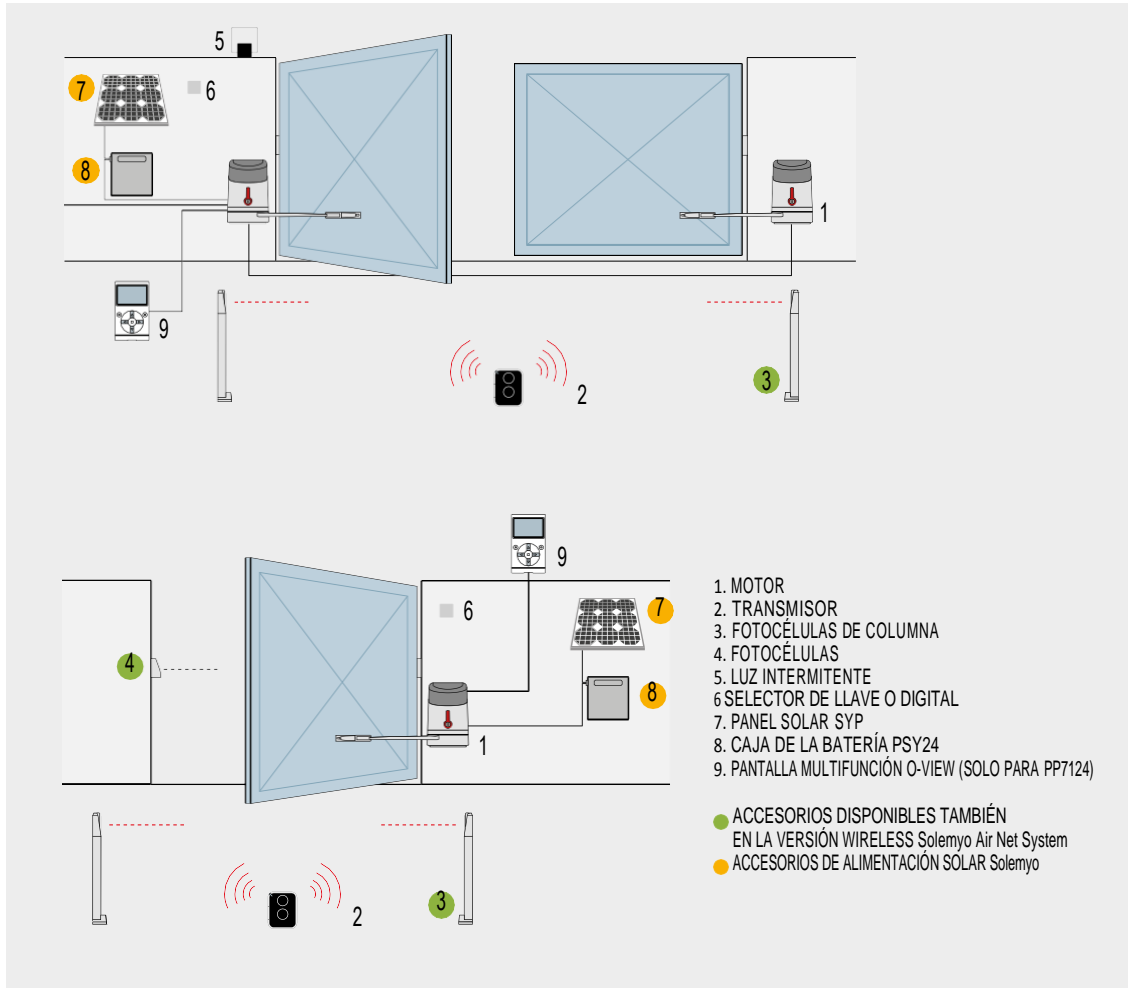 5
7
6
8
1
9
3
2
9
6
7
4
8
1
3
2
1. MOTOR
2. TRANSMISOR
3. FOTOCÉLULAS DE COLUMNA
4. FOTOCÉLULAS
5. LUZ INTERMITENTE
6 SELECTOR DE LLAVE O DIGITAL
7. PANEL SOLAR SYP
8. CAJA DE LA BATERÍA PSY24
9. PANTALLA MULTIFUNCIÓN O-VIEW (SOLO PARA PP7124)
ACCESORIOS DISPONIBLES TAMBIÉN
EN LA VERSIÓN WIRELESS Solemyo Air Net System
ACCESORIOS DE ALIMENTACIÓN SOLAR Solemyo